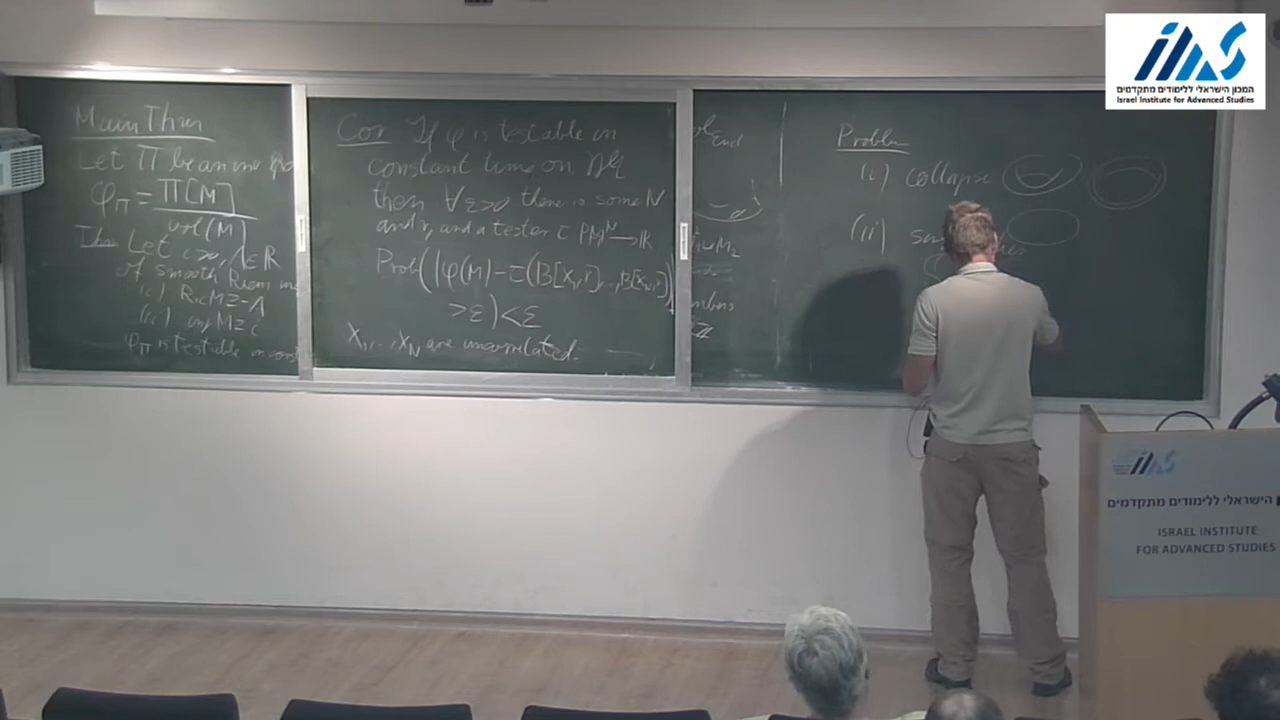 Main Thm
Let Π be an inv
φ_Π = Π[M] / vol(M)
Thm Let c>0, Λ∈R
of smooth Riem
(i) Ric M ≥ -Λ
(ii) inj M ≥ c
φ_Π is testable in const
Cor If φ is testable in
constant time on
then ∀ε>0 there is some N
and r, and a tester τ PM^N → R
Prob(|φ(M)-τ(B[x_1,r],..,B[x_N,r])|
>ε)<ε
x_1,..,x_N are uncorrelated.
M_2
Problem
(i) collapse
(ii)
המכון הישראלי ללימודים מתקדמים
Israel Institute for Advanced Studies
הישראלי ללימודים מתקדמים
ISRAEL INSTITUTE
FOR ADVANCED STUDIES